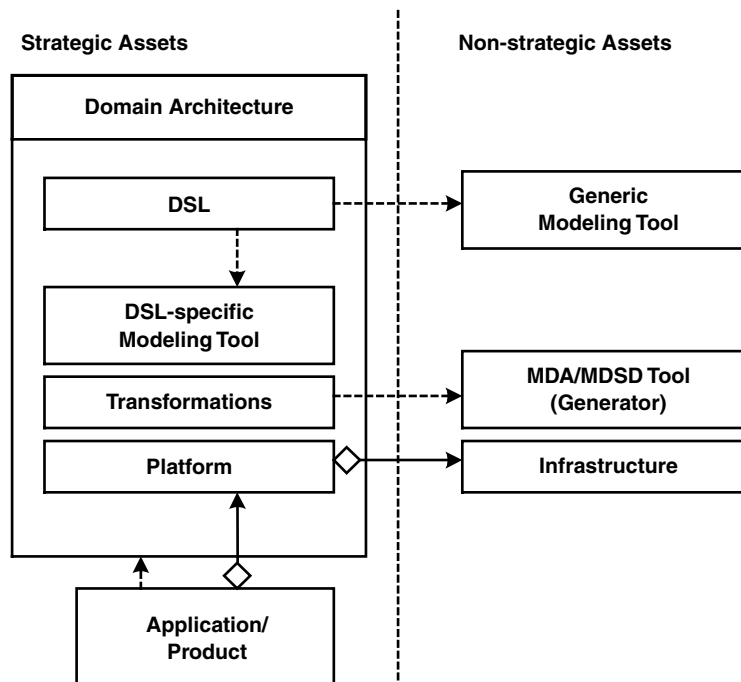 Strategic Assets
Non-strategic Assets
Domain Architecture
DSL
Generic
Modeling Tool
DSL-specific
Modeling Tool
MDA/MDSD Tool
(Generator)
Transformations
Platform
Infrastructure
Application/
Product